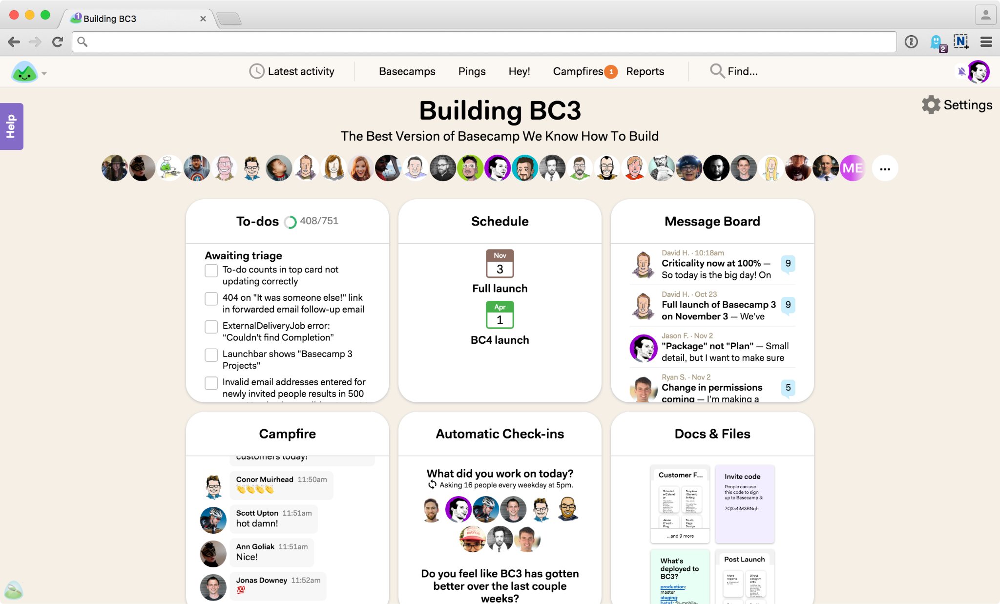 1 Building BC3
2 N
Latest activity Basecamps Pings Hey! Campfires 1 Reports Find...
Settings
Help
Building BC3
The Best Version of Basecamp We Know How To Build
ME ...
To-dos 408/751
Awaiting triage
To-do counts in top card not
updating correctly
404 on "It was someone else!" link
in forwarded email follow-up email
ExternalDeliveryJob error:
“Couldn't find Completion"
Launchbar shows "Basecamp 3
Projects"
Invalid email addresses entered for
newly invited people results in 500
Schedule
Nov
3
Full launch
Apr
1
BC4 launch
Message Board
David H. · 10:18am
Criticality now at 100% — 9
So today is the big day! On
David H. · Oct 23
Full launch of Basecamp 3 9
on November 3 — We've
Jason F. · Nov 2
"Package" not "Plan" — Small
detail, but I want to make sure
Ryan S. · Nov 2
Change in permissions 5
coming — I'm making a
Campfire
customers today!
Conor Muirhead 11:50am
👏👏👏👏
Scott Upton 11:51am
hot damn!
Ann Goliak 11:51am
Nice!
Jonas Downey 11:52am
💯
Automatic Check-ins
What did you work on today?
Asking 16 people every weekday at 5pm.
MAYOR
Do you feel like BC3 has gotten
better over the last couple
weeks?
Docs & Files
Customer F...
Schedul
e/Calend
ar
Dropbox
/Generic
linking
Jason
O'neill -
Ping
To-do
Page
Design
...and 9 more
Invite code
People can use
this code to sign
up to Basecamp 3:
7QXs4iM3BNqh
What's
deployed to
BC3?
production:
master
staging:
beta1: fix-mobile-
Post Launch
More
reports
Direct
assignm
ents